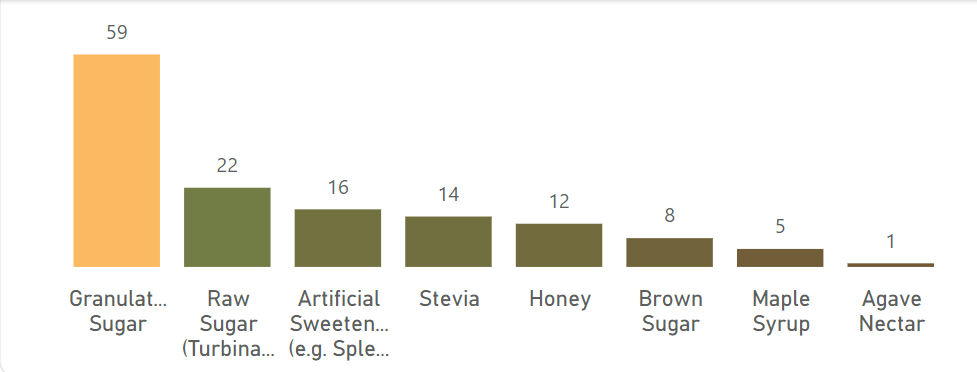 59
22
16
14
12
8
5
1
Granulat...
Sugar
Raw
Sugar
(Turbina...
Artificial
Sweeten...
(e.g. Sple...
Stevia
Honey
Brown
Sugar
Maple
Syrup
Agave
Nectar